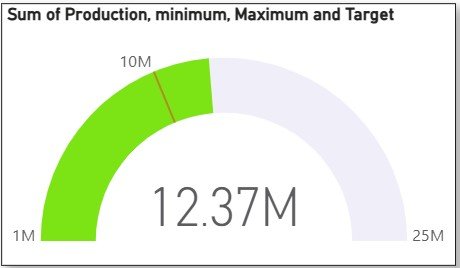 Sum of Production, minimum, Maximum and Target
10M
12.37M
1M
25M